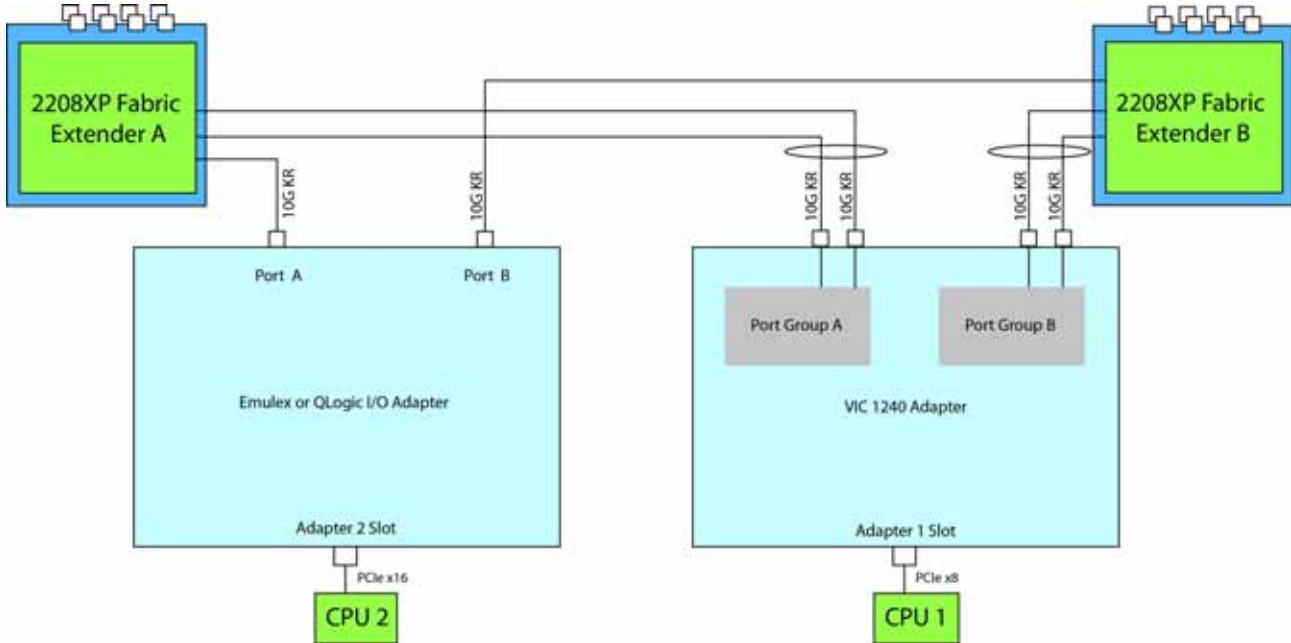 2208XP Fabric
Extender A
2208XP Fabric
Extender B
10G KR
10G KR
10G KR
10G KR
10G KR
10G KR
Port A
Port B
Port Group A
Port Group B
Emulex or QLogic I/O Adapter
VIC 1240 Adapter
Adapter 2 Slot
Adapter 1 Slot
PCIe x16
PCIe x8
CPU 2
CPU 1